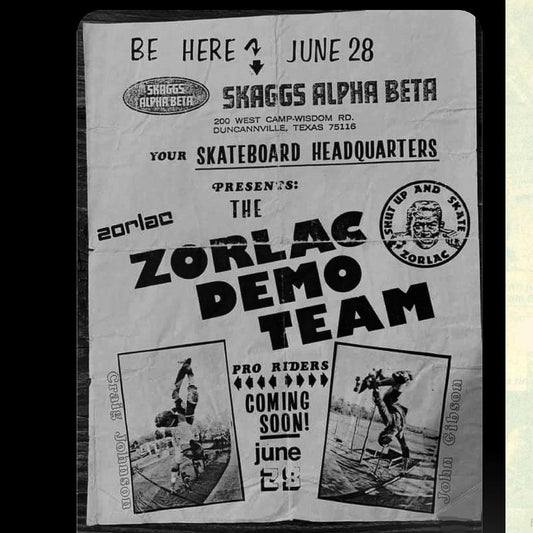 BE HERE JUNE 28
SKAGGS
ALPHA BETA
SKAGGS ALPHA BETA
200 WEST CAMP-WISDOM RD.
DUNCANNVILLE, TEXAS 75116
YOUR SKATEBOARD HEADQUARTERS
PRESENTS:
THE
zorlac
SHUT UP AND SKATE
ZORLAC
ZORLAC
DEMO
TEAM
PRO RIDERS
COMING
SOON!
june
28
Craig Johnson
John Gibson